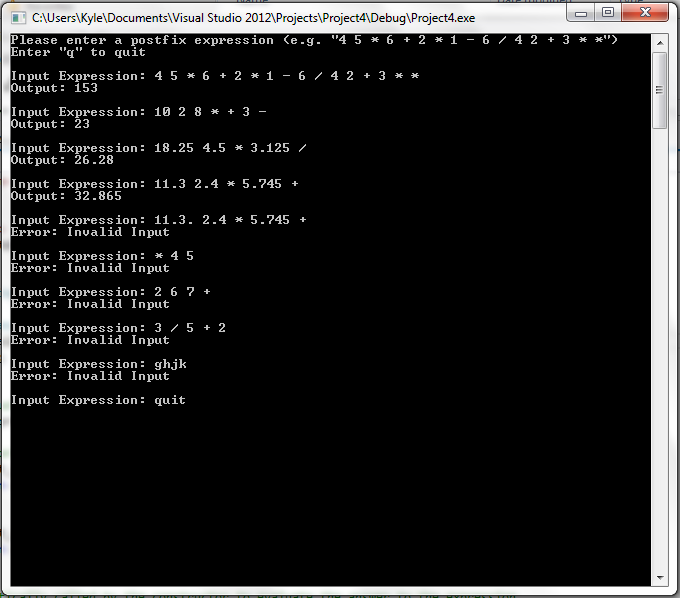 C:\Users\Kyle\Documents\Visual Studio 2012\Projects\Project4\Debug\Project4.exe
Please enter a postfix expression (e.g. "4 5 * 6 + 2 * 1 - 6 / 4 2 + 3 * *")
Enter "q" to quit
Input Expression: 4 5 * 6 + 2 * 1 - 6 / 4 2 + 3 * *
Output: 153
Input Expression: 10 2 8 * + 3 -
Output: 23
Input Expression: 18.25 4.5 * 3.125 /
Output: 26.28
Input Expression: 11.3 2.4 * 5.745 +
Output: 32.865
Input Expression: 11.3. 2.4 * 5.745 +
Error: Invalid Input
Input Expression: * 4 5
Error: Invalid Input
Input Expression: 2 6 7 +
Error: Invalid Input
Input Expression: 3 / 5 + 2
Error: Invalid Input
Input Expression: ghjk
Error: Invalid Input
Input Expression: quit